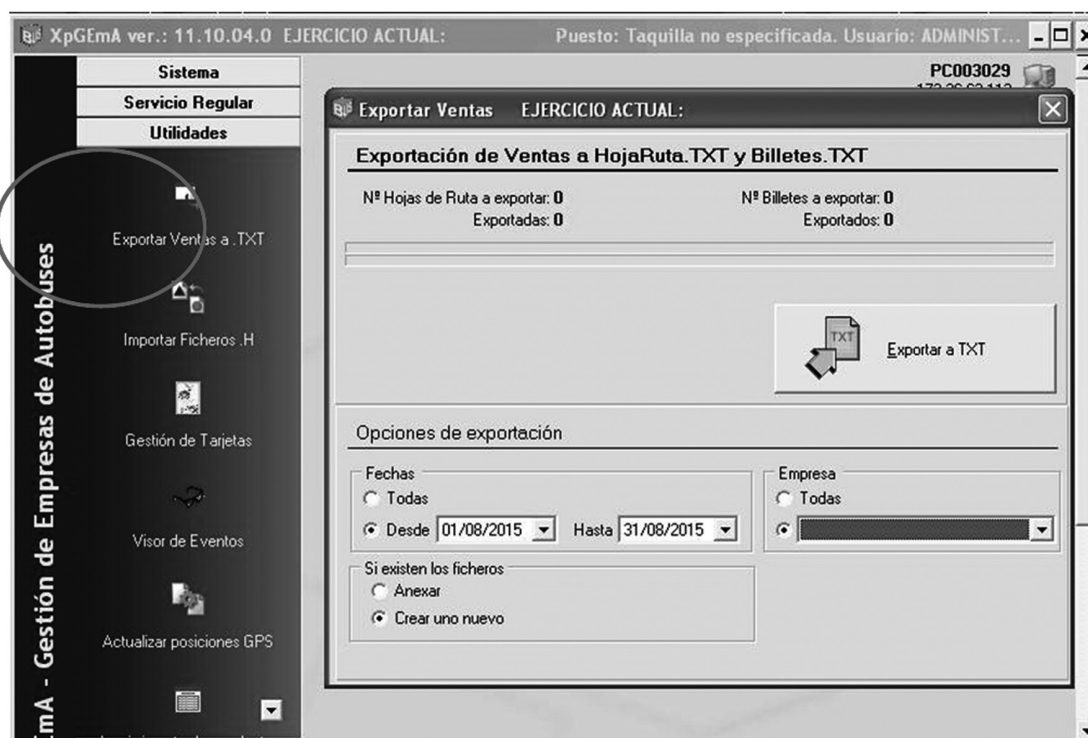 XpGEmA ver.: 11.10.04.0 EJERCICIO ACTUAL: Puesto: Taquilla no especificada. Usuario: ADMINIST...
Sistema
Servicio Regular
Utilidades
Exportar Ventas a .TXT
Importar Ficheros .H
Gestión de Tarjetas
Visor de Eventos
Actualizar posiciones GPS
EmA - Gestión de Empresas de Autobuses
PC003029
Exportar Ventas EJERCICIO ACTUAL:
Exportación de Ventas a HojaRuta.TXT y Billetes.TXT
Nº Hojas de Ruta a exportar: 0 Nº Billetes a exportar: 0
Exportadas: 0 Exportados: 0
TXT
Exportar a TXT
Opciones de exportación
Fechas
Todas
Desde 01/08/2015 Hasta 31/08/2015
Empresa
Todas
Si existen los ficheros
Anexar
Crear uno nuevo